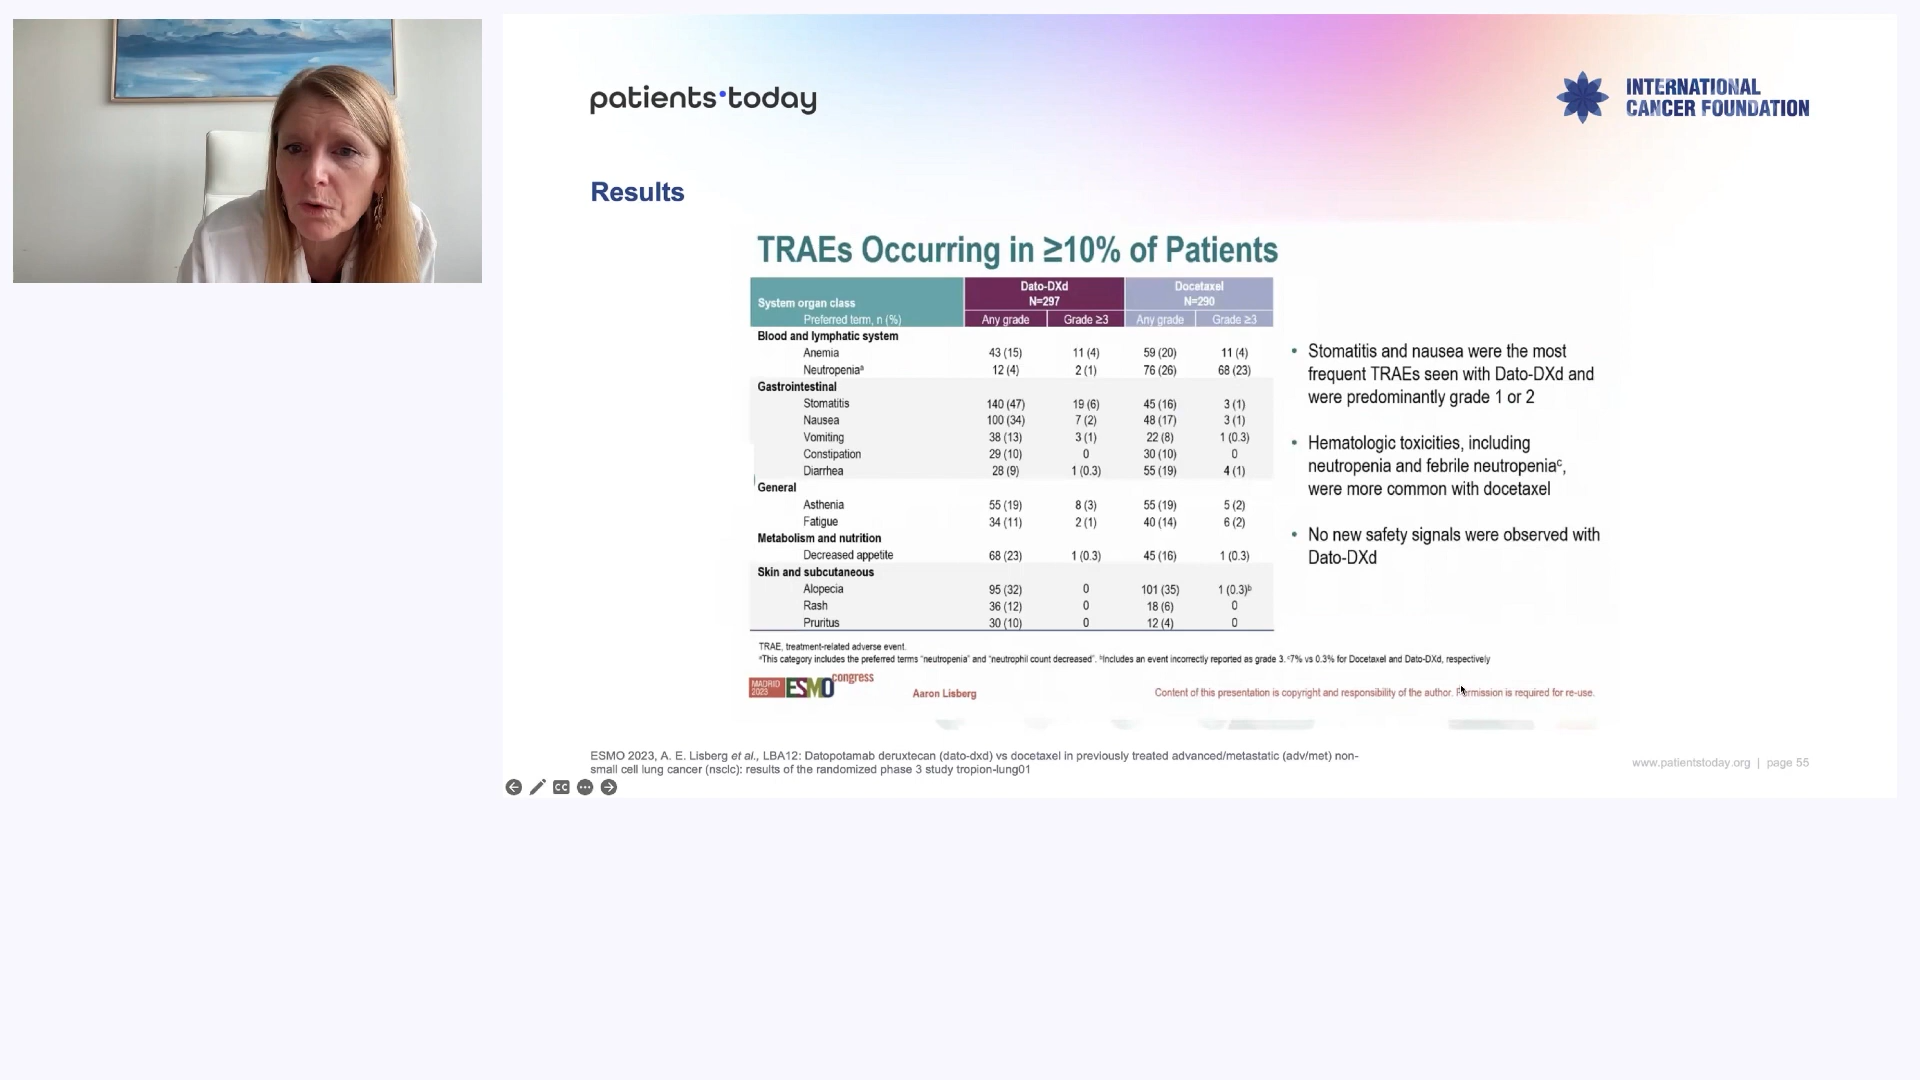 patients•today
INTERNATIONAL
CANCER FOUNDATION
Results
TRAEs Occurring in ≥10% of Patients
System organ class
Preferred term, n (%)
Dato-DXd
N=297
Docetaxel
N=290
Any grade Grade ≥3 Any grade Grade ≥3
Blood and lymphatic system
Anemia 43 (15) 11 (4) 59 (20) 11 (4)
Neutropeniaᵃ 12 (4) 2 (1) 76 (26) 68 (23)
Gastrointestinal
Stomatitis 140 (47) 19 (6) 45 (16) 3 (1)
Nausea 100 (34) 7 (2) 48 (17) 3 (1)
Vomiting 38 (13) 3 (1) 22 (8) 1 (0.3)
Constipation 29 (10) 0 30 (10) 0
Diarrhea 28 (9) 1 (0.3) 55 (19) 4 (1)
General
Asthenia 55 (19) 8 (3) 55 (19) 5 (2)
Fatigue 34 (11) 2 (1) 40 (14) 6 (2)
Metabolism and nutrition
Decreased appetite 68 (23) 1 (0.3) 45 (16) 1 (0.3)
Skin and subcutaneous
Alopecia 95 (32) 0 101 (35) 1 (0.3)ᵇ
Rash 36 (12) 0 18 (6) 0
Pruritus 30 (10) 0 12 (4) 0
• Stomatitis and nausea were the most
frequent TRAEs seen with Dato-DXd and
were predominantly grade 1 or 2
• Hematologic toxicities, including
neutropenia and febrile neutropeniaᶜ,
were more common with docetaxel
• No new safety signals were observed with
Dato-DXd
TRAE, treatment-related adverse event.
ᵃThis category includes the preferred terms “neutropenia” and “neutrophil count decreased”. ᵇIncludes an event incorrectly reported as grade 3. ᶜ7% vs 0.3% for Docetaxel and Dato-DXd, respectively
MADRID
2023
ESMO congress
Aaron Lisberg
Content of this presentation is copyright and responsibility of the author. Permission is required for re-use.
ESMO 2023, A. E. Lisberg et al., LBA12: Datopotamab deruxtecan (dato-dxd) vs docetaxel in previously treated advanced/metastatic (adv/met) non-
small cell lung cancer (nsclc): results of the randomized phase 3 study tropion-lung01
www.patientstoday.org | page 55
CC